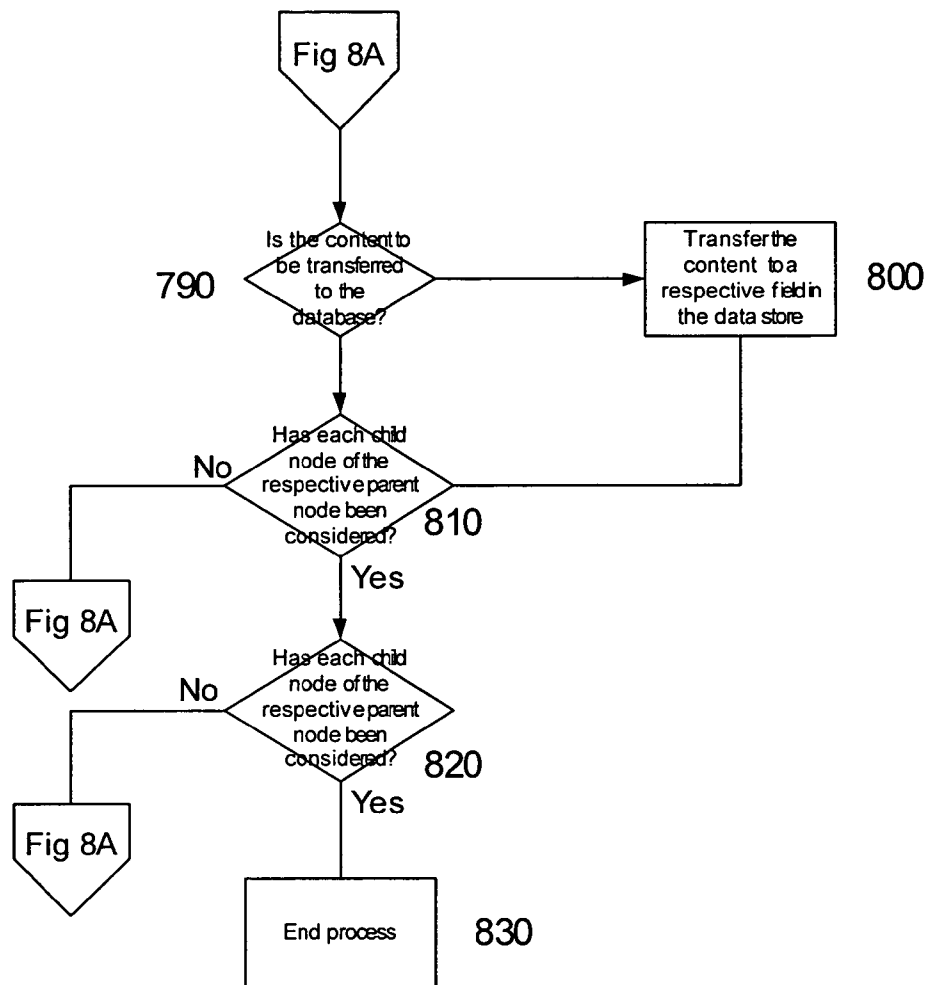 Fig 8A
Is the content to
be transferred
to the
database?
790
Transfer the
content to a
respective field in
the data store
800
Has each child
node of the
respective parent
node been
considered?
No
810
Yes
Fig 8A
Has each child
node of the
respective parent
node been
considered?
No
820
Yes
Fig 8A
End process
830